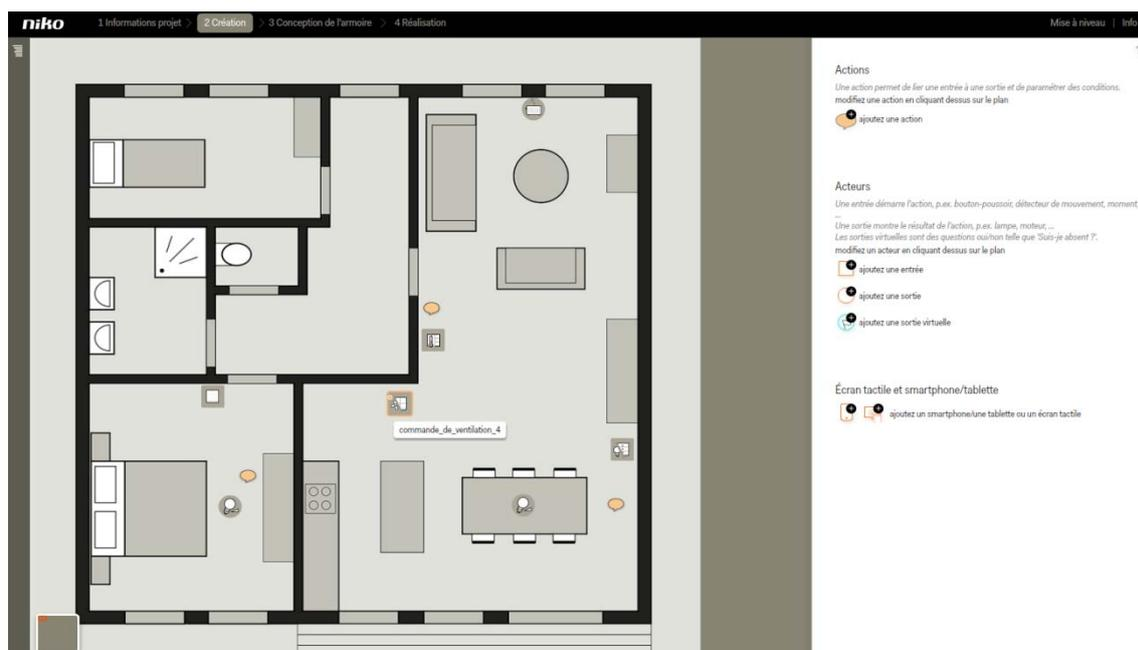 niko
1 Informations projet
2 Création
3 Conception de l'armoire
4 Réalisation
Mise à niveau | Info
Actions
Une action permet de lier une entrée à une sortie et de paramétrer des conditions.
modifiez une action en cliquant dessus sur le plan
ajoutez une action
Acteurs
Une entrée démarre l'action, p.ex. bouton-poussoir, détecteur de mouvement, moment,
...
Une sortie montre le résultat de l'action, p.ex. lampe, moteur, ...
Les sorties virtuelles sont des questions oui/non telle que 'Suis-je absent ?'.
modifiez un acteur en cliquant dessus sur le plan
ajoutez une entrée
ajoutez une sortie
ajoutez une sortie virtuelle
Écran tactile et smartphone/tablette
ajoutez un smartphone/une tablette ou un écran tactile
commande_de_ventilation_4